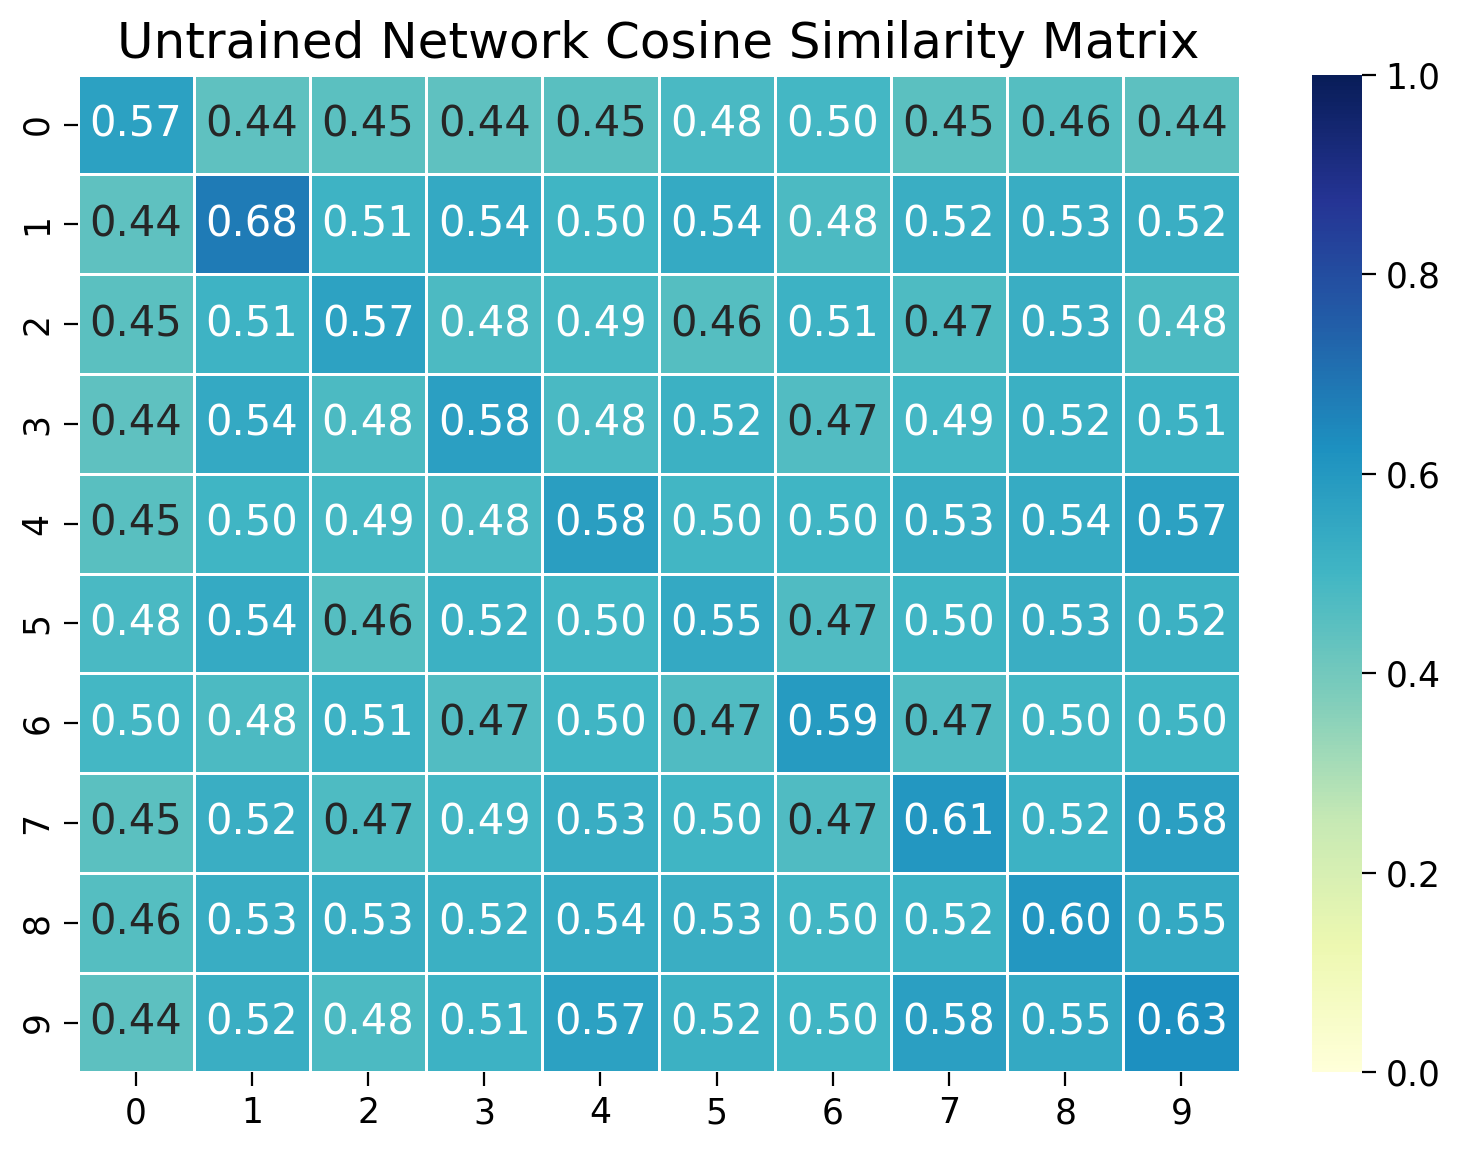 Untrained Network Cosine Similarity Matrix
0 0.57 0.44 0.45 0.44 0.45 0.48 0.50 0.45 0.46 0.44
1 0.44 0.68 0.51 0.54 0.50 0.54 0.48 0.52 0.53 0.52
2 0.45 0.51 0.57 0.48 0.49 0.46 0.51 0.47 0.53 0.48
3 0.44 0.54 0.48 0.58 0.48 0.52 0.47 0.49 0.52 0.51
4 0.45 0.50 0.49 0.48 0.58 0.50 0.50 0.53 0.54 0.57
5 0.48 0.54 0.46 0.52 0.50 0.55 0.47 0.50 0.53 0.52
6 0.50 0.48 0.51 0.47 0.50 0.47 0.59 0.47 0.50 0.50
7 0.45 0.52 0.47 0.49 0.53 0.50 0.47 0.61 0.52 0.58
8 0.46 0.53 0.53 0.52 0.54 0.53 0.50 0.52 0.60 0.55
9 0.44 0.52 0.48 0.51 0.57 0.52 0.50 0.58 0.55 0.63
0 1 2 3 4 5 6 7 8 9
1.0
0.8
0.6
0.4
0.2
0.0